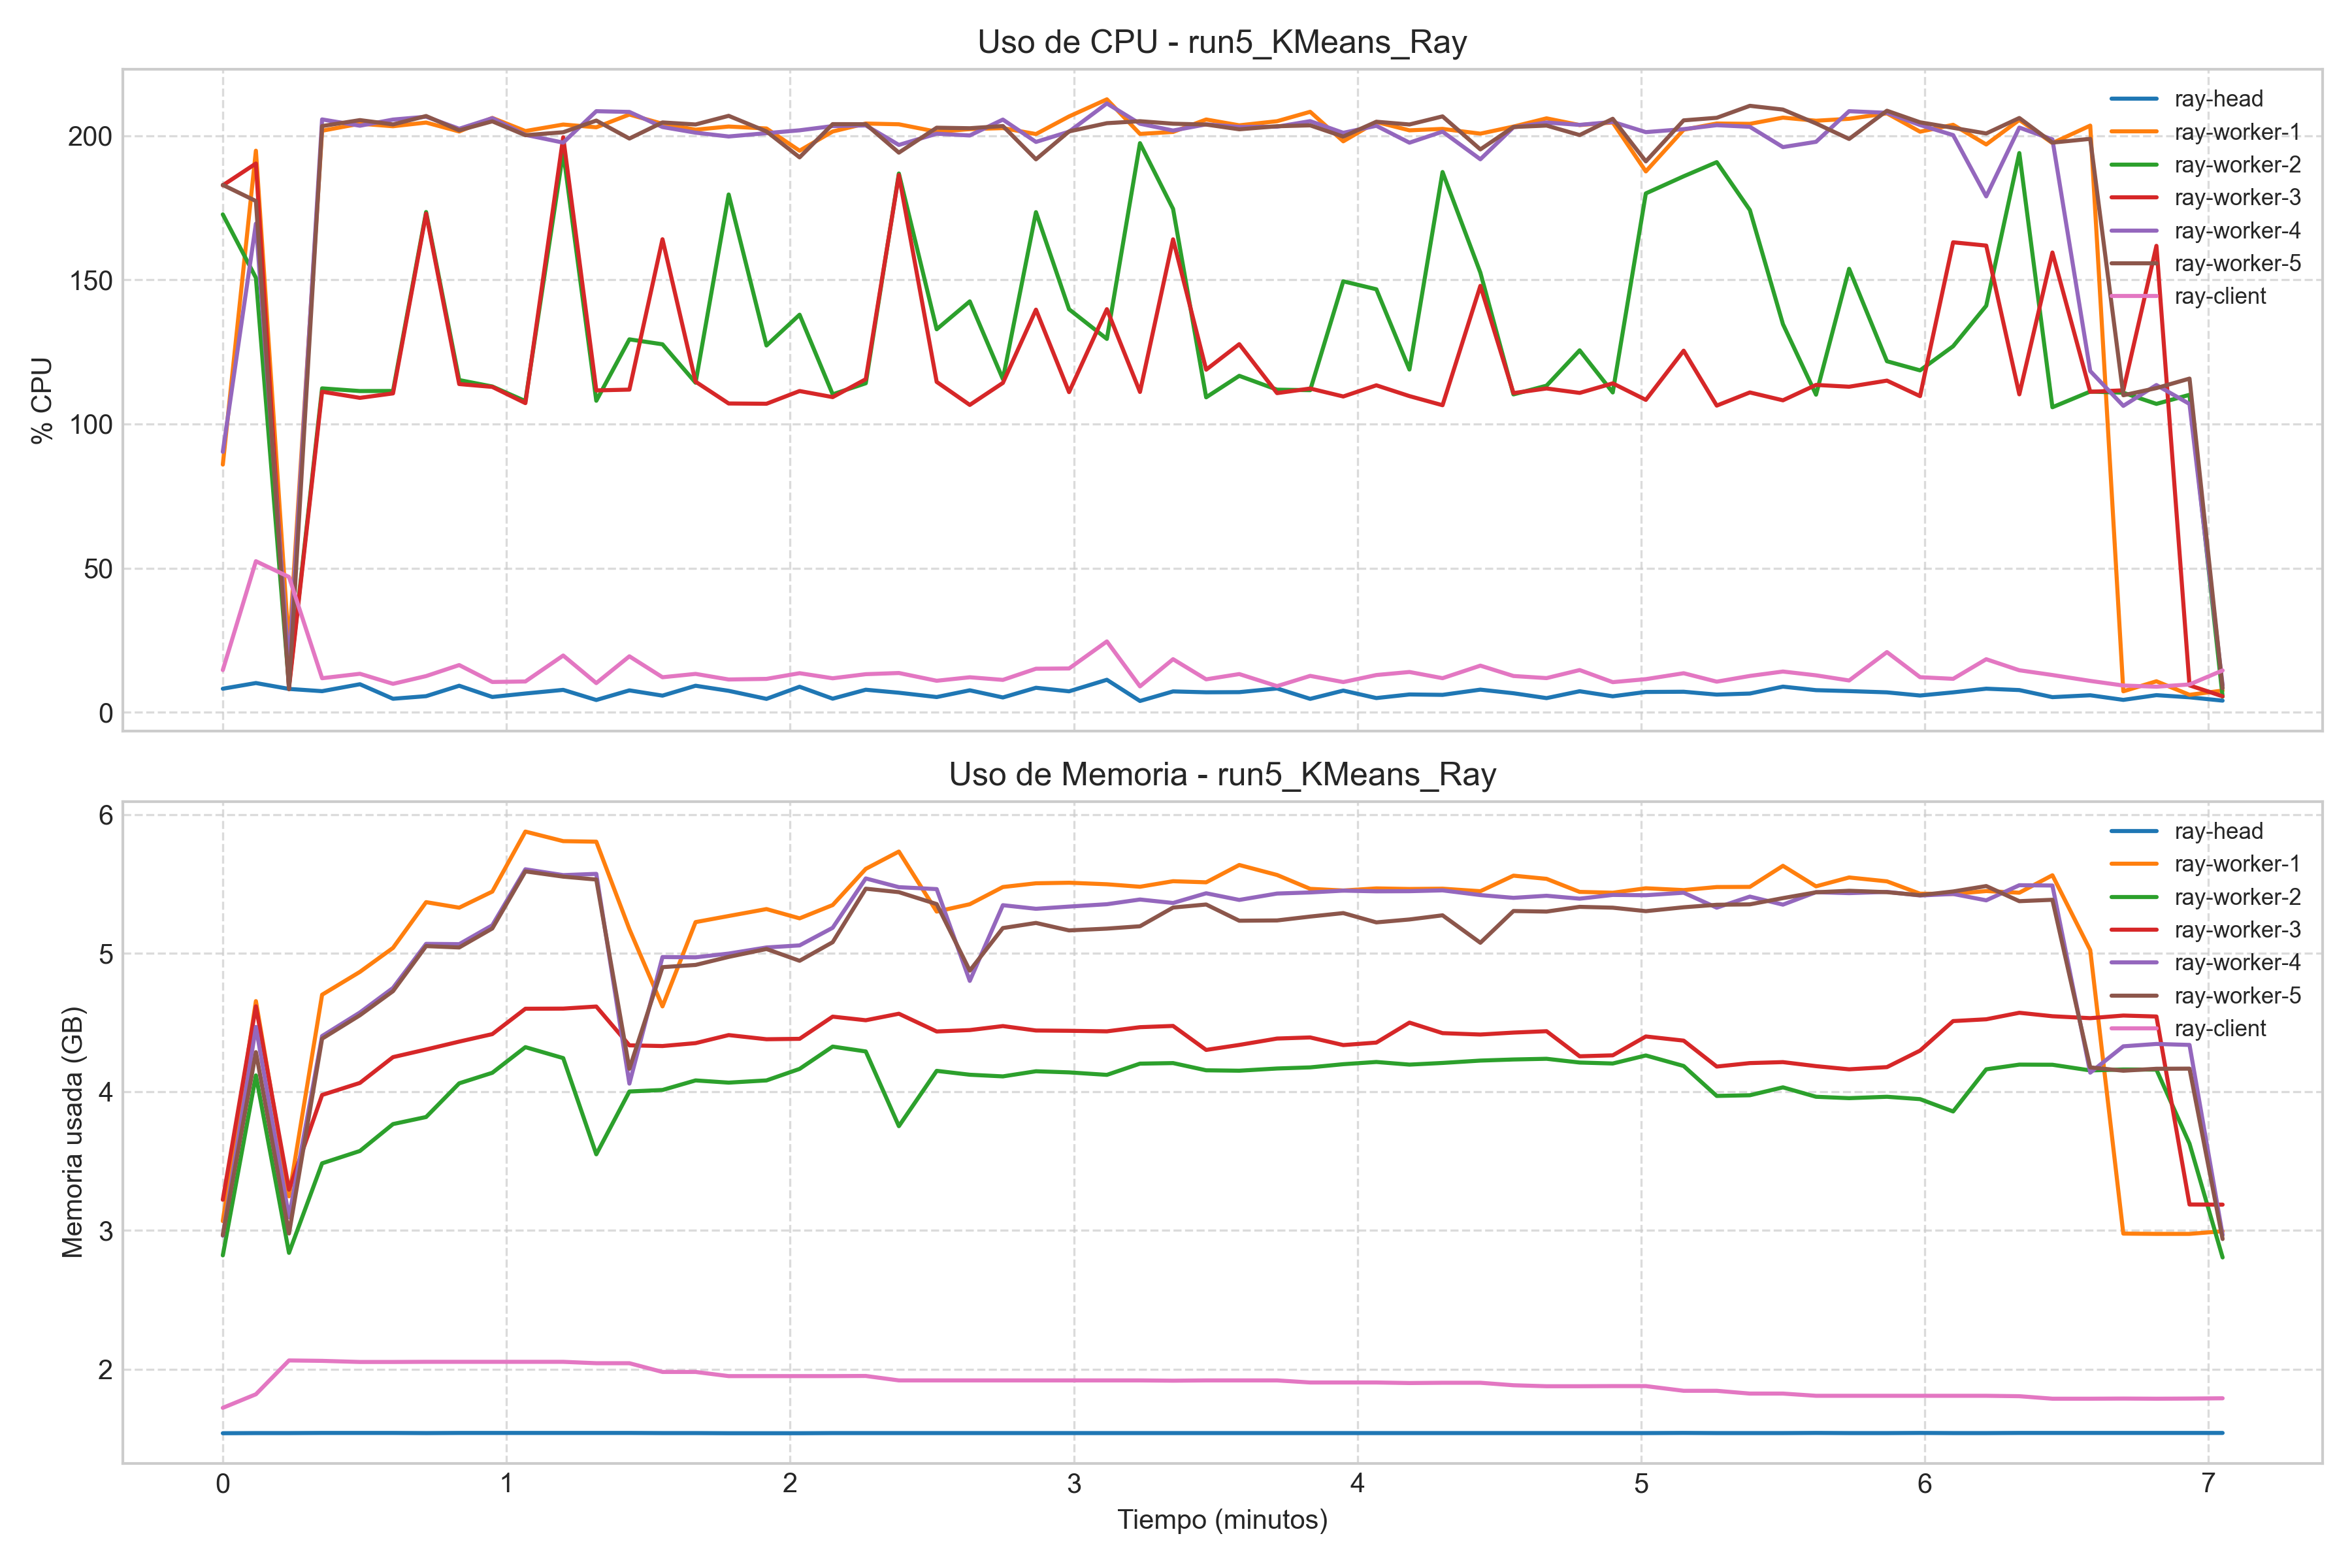 Uso de CPU - run5_KMeans_Ray
200
150
100
50
0
% CPU
ray-head
ray-worker-1
ray-worker-2
ray-worker-3
ray-worker-4
ray-worker-5
ray-client
Uso de Memoria - run5_KMeans_Ray
6
5
4
3
2
Memoria usada (GB)
ray-head
ray-worker-1
ray-worker-2
ray-worker-3
ray-worker-4
ray-worker-5
ray-client
0 1 2 3 4 5 6 7
Tiempo (minutos)